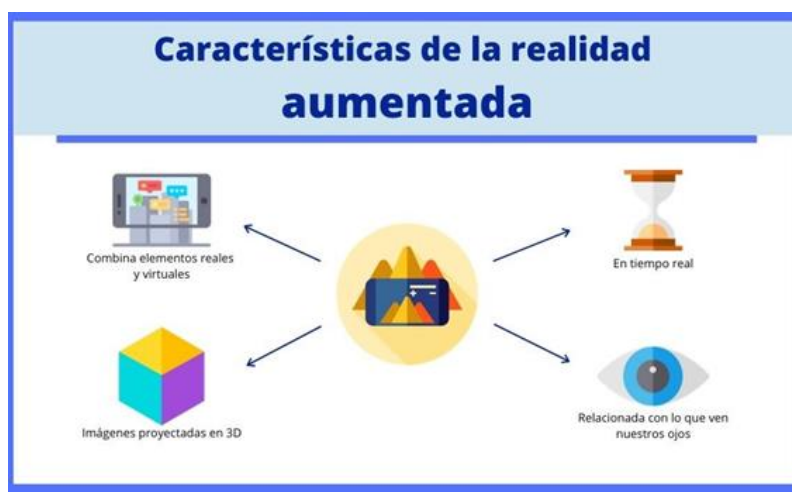 Características de la realidad
aumentada
Combina elementos reales
y virtuales
En tiempo real
Imágenes proyectadas en 3D
Relacionada con lo que ven
nuestros ojos